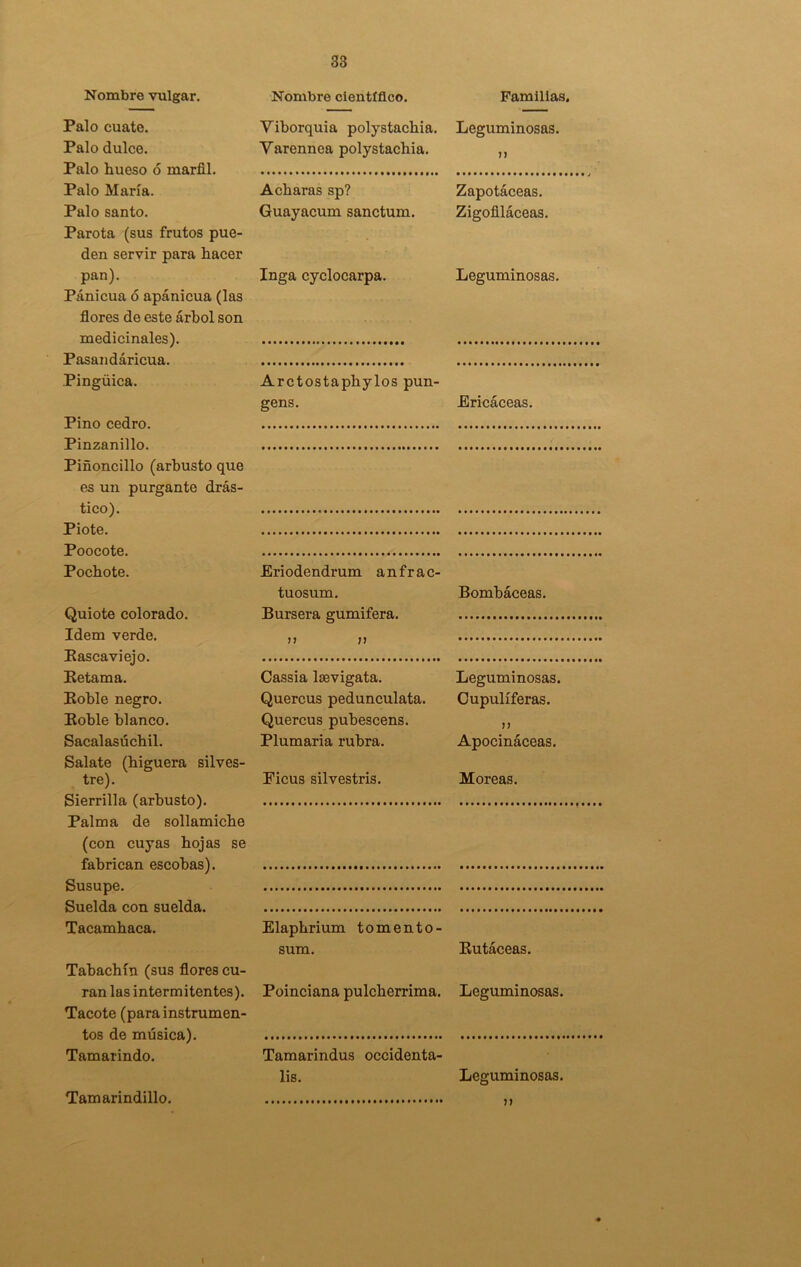 33
Nombre vulgar. Nombre científico. Familias.
Palo cuate. Viborquia polystachia. Leguminosas.
Palo dulce. Varennea polystachia. „
Palo hueso ó marfil. .................................. ..........................
Palo María. Acharas sp? Zapotáceas.
Palo santo. Guayacum sanctum. Zigofiláceas.
Parota (sus frutos pue-
den servir para hacer
pan). Inga cyclocarpa. Leguminosas.
Pánicua ó apánicua (las
flores de este árbol son
medicinales). ........................... ...........................
Pasandáricua. ........................... ...........................
Pingüica. Arctostaphylos pun-
gens. Ericáceas.
Pino cedro. .................................. ...........................
Pinzanillo. .................................. ...........................
Piñoncillo (arbusto que
es un purgante drás-
tico). .................................. ...........................
Piote. .................................. ...........................
Poocote. .................................. ...........................
Pochote. Eriodendrum anfrac-
tuosum. Bombáceas.
Quiote colorado. Bursera gumifera. ...........................
Idem verde. „ „ ...........................
Rascaviejo. .................................. ...........................
Retama. Cassia lævigata. Leguminosas.
Roble negro. Quercus pedunculata. Cupulíferas.
Roble blanco. Quercus pubescens. „
Sacalasúchil. Plumaria rubra. Apocináceas.
Salate (higuera silves-
tre). Ficus silvestris. Moreas.
Sierrilla (arbusto). .................................. ...........................
Palma de sollamiche
(con cuyas hojas se
fabrican escobas). .................................. ...........................
Susupe. .................................. ...........................
Suelda con suelda. .................................. ...........................
Tacamhaca. Elaphrium tomento-
sum. Rutáceas.
Tabachín (sus flores cu-
ran las intermitentes). Poinciana pulcherrima. Leguminosas.
Tacote (para instrumen-
tos de música). .................................. ...........................
Tamarindo. Tamarindus occidenta-
lis. Leguminosas.
Tamarindillo. .................................. „